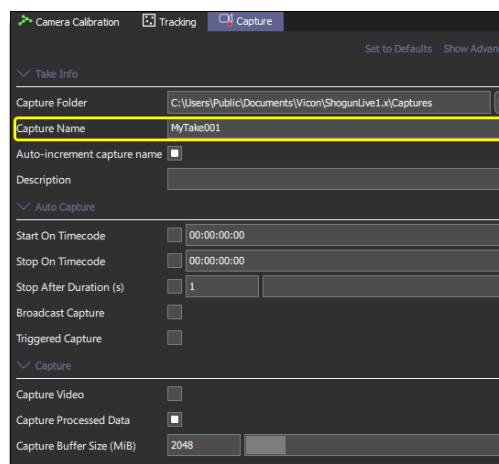 Camera Calibration Tracking Capture
Set to Defaults Show Advan
Take Info
Capture Folder C:\Users\Public\Documents\Vicon\ShogunLive1.x\Captures
Capture Name MyTake001
Auto-increment capture name
Description
Auto Capture
Start On Timecode 00:00:00:00
Stop On Timecode 00:00:00:00
Stop After Duration (s) 1
Broadcast Capture
Triggered Capture
Capture
Capture Video
Capture Processed Data
Capture Buffer Size (MiB) 2048